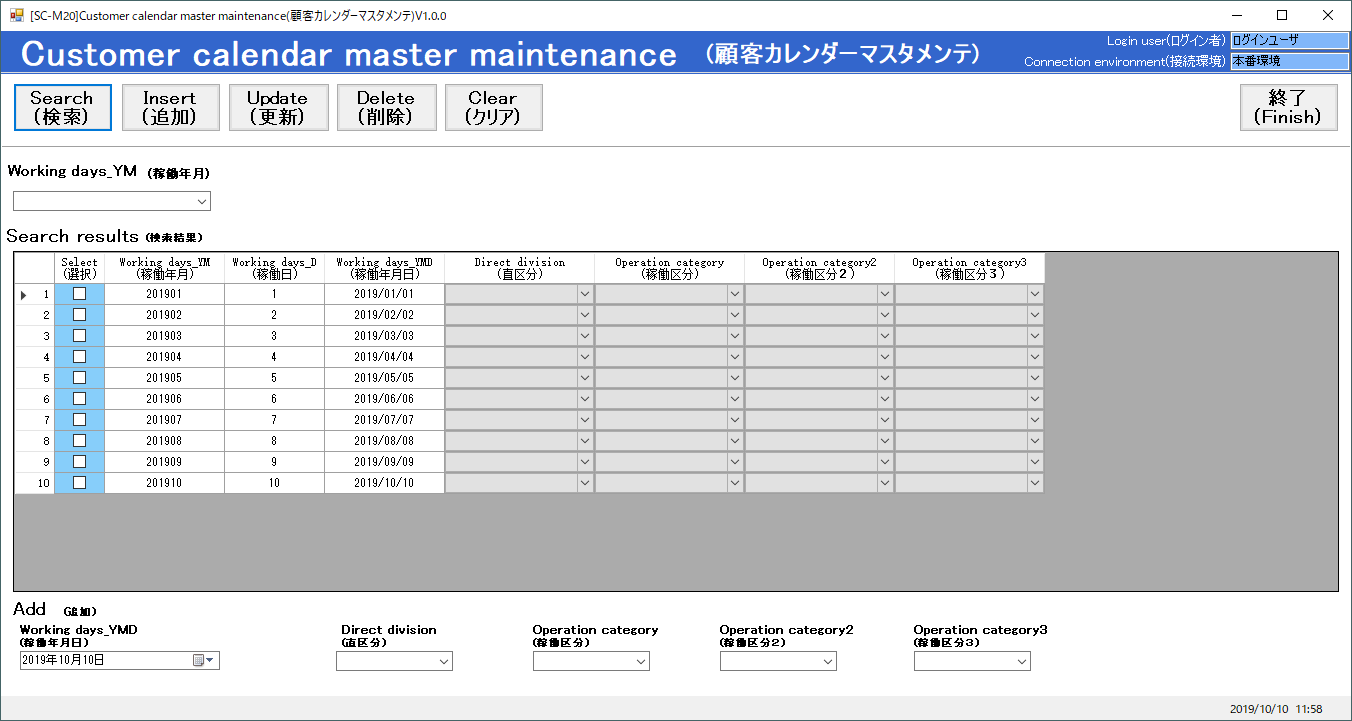 [SC-M20]Customer calendar master maintenance(顧客カレンダーマスタメンテ)V1.0.0
Customer calendar master maintenance （顧客カレンダーマスタメンテ）
Login user(ログイン者) ログインユーザ
Connection environment(接続環境) 本番環境
Search Insert Update Delete Clear 終了
(検索) (追加) (更新) (削除) (クリア) (Finish)
Working days_YM (稼働年月)
Search results (検索結果)
Select Working days_YM Working days_D Working days_YMD Direct division Operation category Operation category2 Operation category3
(選択) (稼働年月) (稼働日) (稼働年月日) (直区分) (稼働区分) (稼働区分２) (稼働区分３)
1 201901 1 2019/01/01
2 201902 2 2019/02/02
3 201903 3 2019/03/03
4 201904 4 2019/04/04
5 201905 5 2019/05/05
6 201906 6 2019/06/06
7 201907 7 2019/07/07
8 201908 8 2019/08/08
9 201909 9 2019/09/09
10 201910 10 2019/10/10
Add (追加)
Working days_YMD Direct division Operation category Operation category2 Operation category3
(稼働年月日) (直区分) (稼働区分) (稼働区分2) (稼働区分3)
2019年10月10日
2019/10/10 11:58